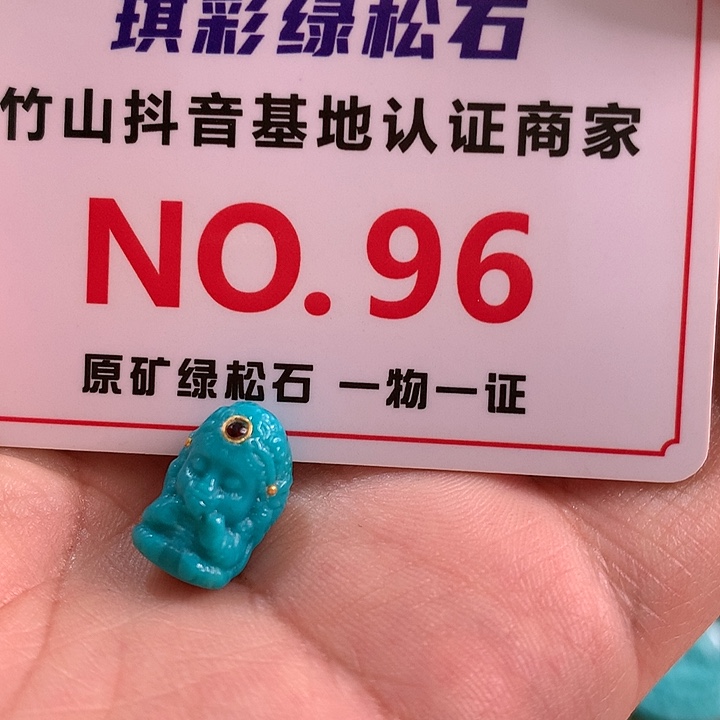 琪彩绿松石
竹山抖音基地认证商家
NO.96
原矿绿松石 一物一证